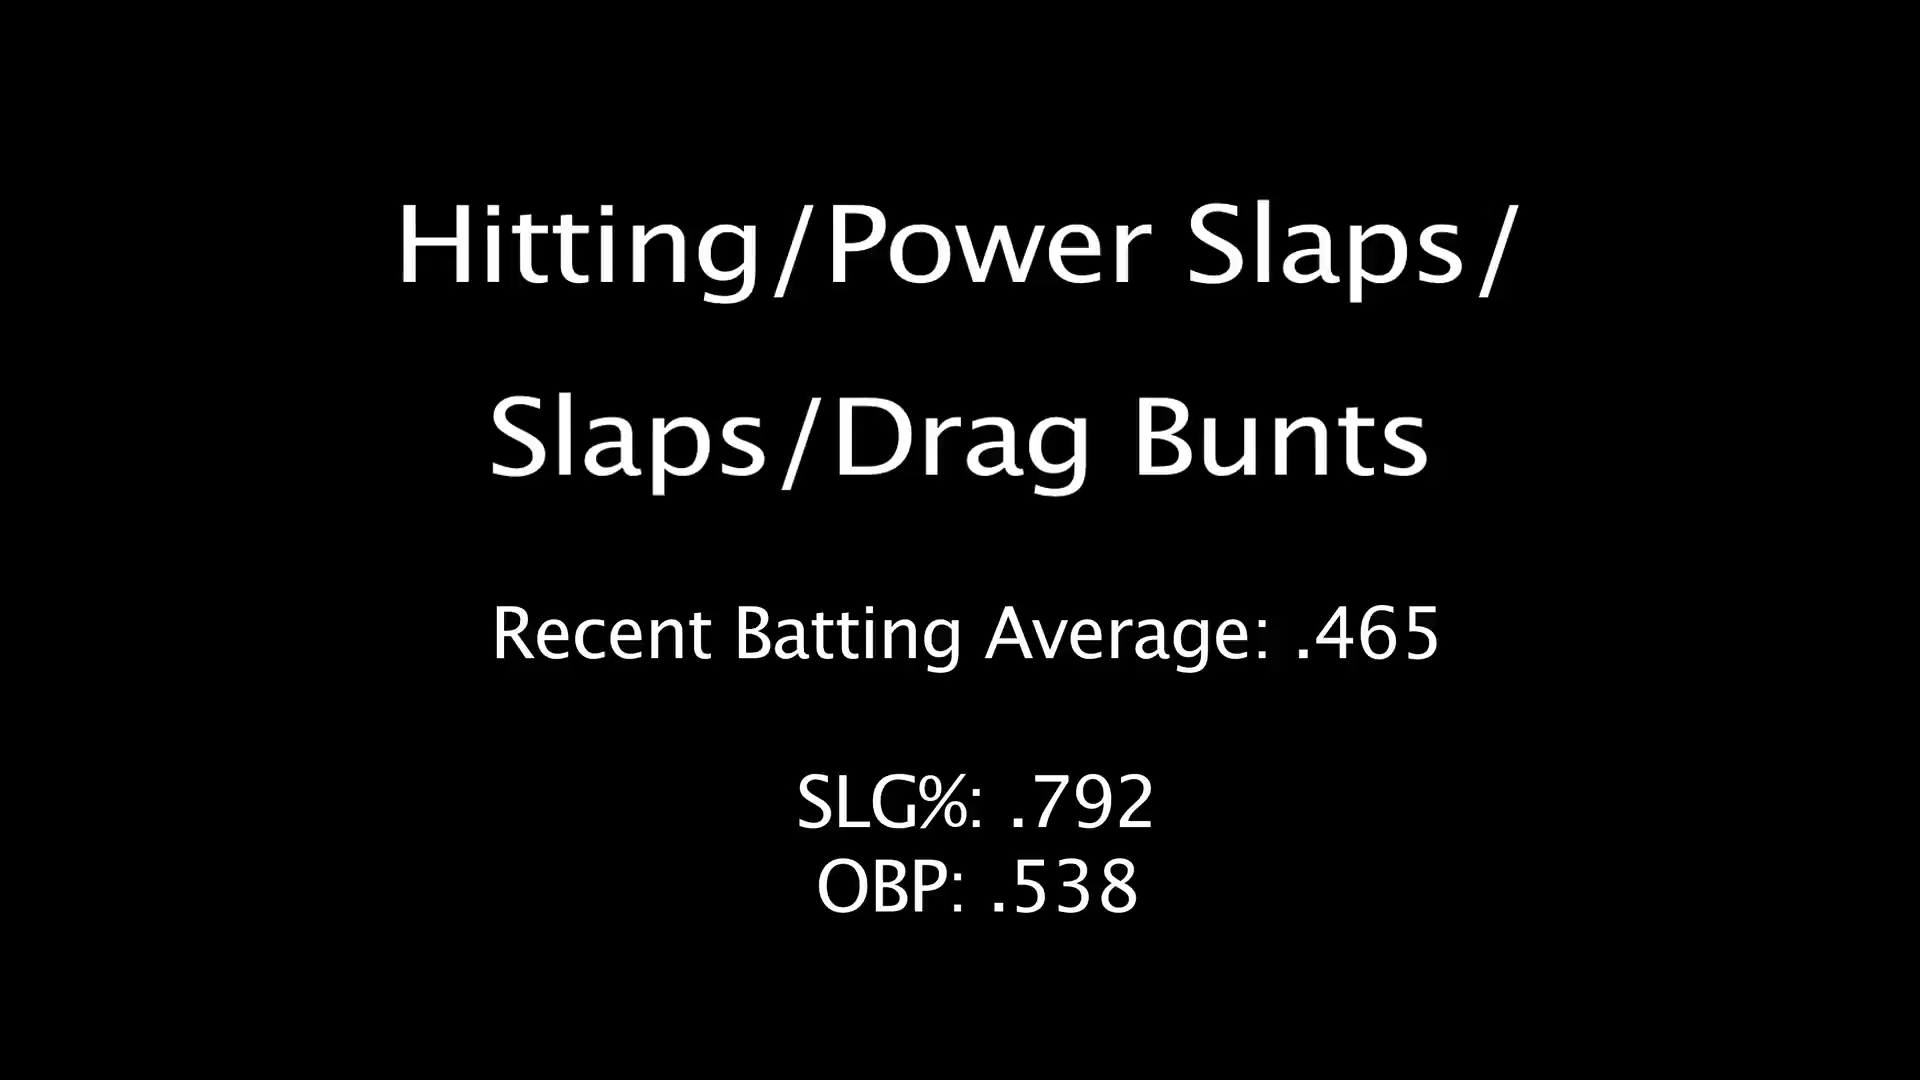 Hitting/Power Slaps/
Slaps/Drag Bunts
Recent Batting Average: .465
SLG%: .792
OBP: .538